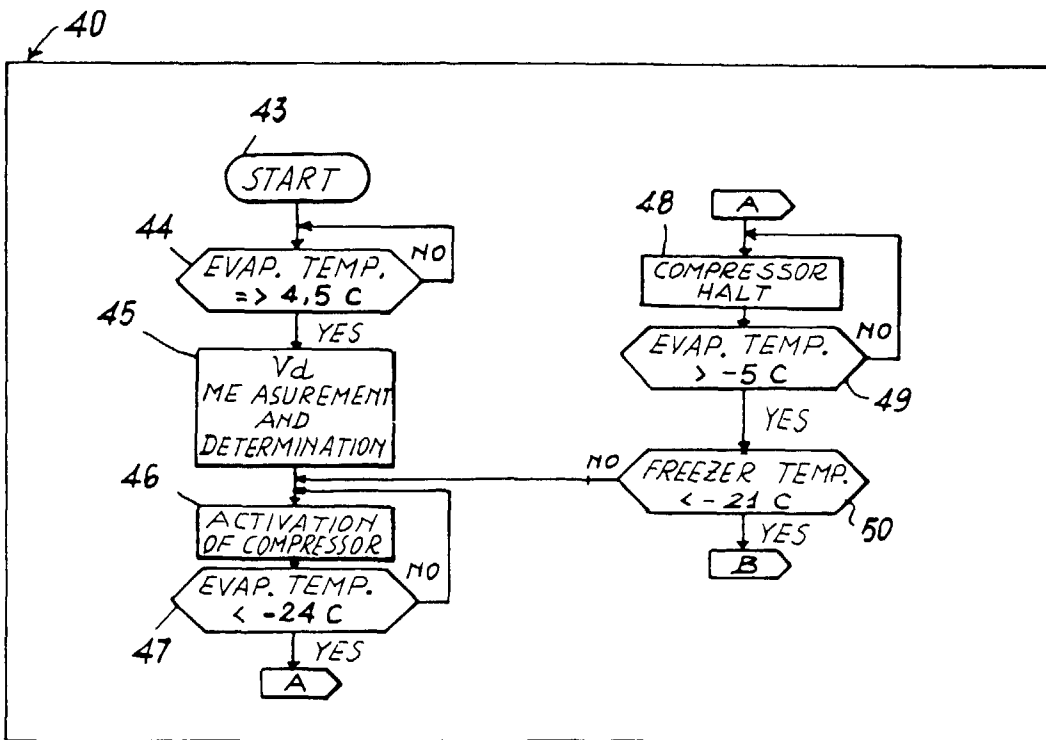 40
43
START
44
EVAP. TEMP.
=> 4,5 C
NO
YES
45
Vd
ME ASUREMENT
AND
DETERMINATION
46
ACTIVATION
OF COMPRESSOR
NO
EVAP. TEMP.
< -24 C
47
YES
A
A
48
COMPRESSOR
HALT
NO
EVAP. TEMP.
> -5 C
49
YES
NO
FREEZER TEMP.
< -21 C
50
YES
B